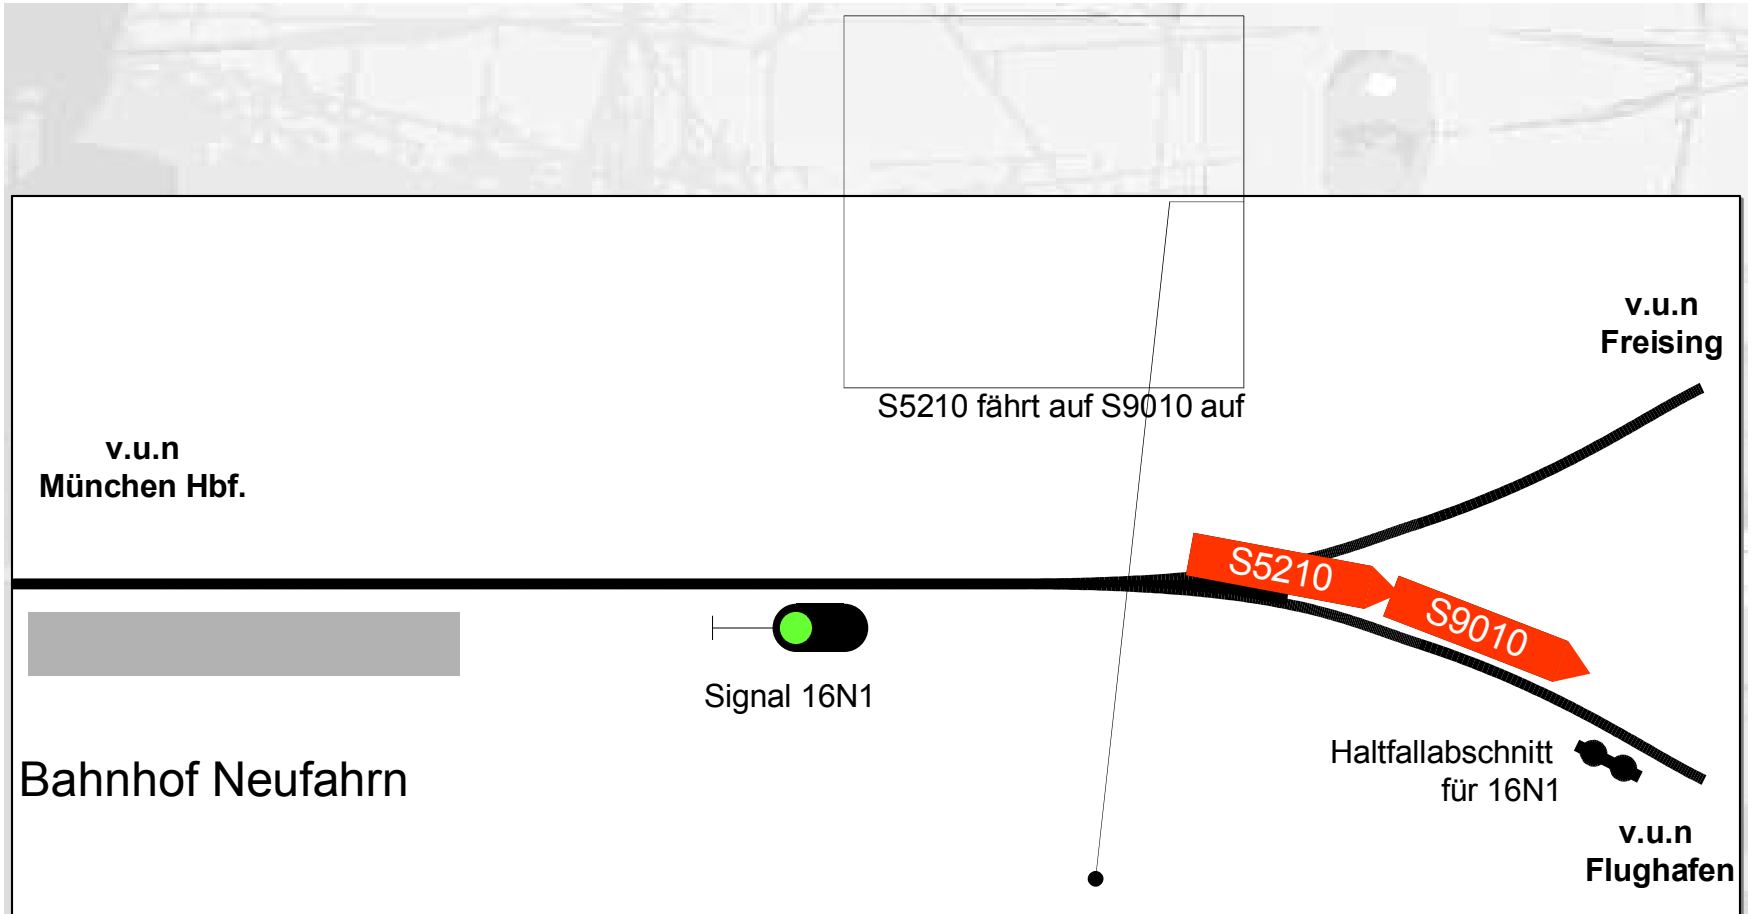 v.u.n
Freising
S5210 fährt auf S9010 auf
v.u.n
München Hbf.
S5210
S9010
Signal 16N1
Haltfallabschnitt
für 16N1
Bahnhof Neufahrn
v.u.n
Flughafen